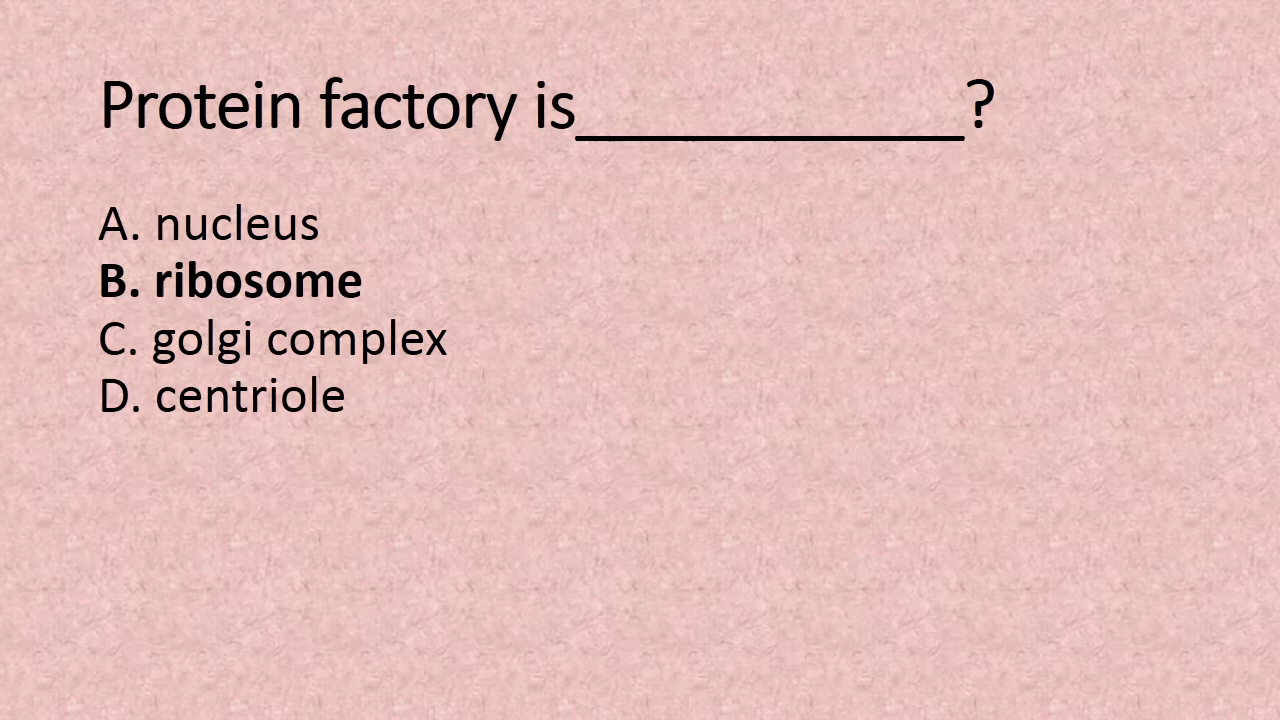 Protein factory is____________?
A. nucleus
B. ribosome
C. golgi complex
D. centriole